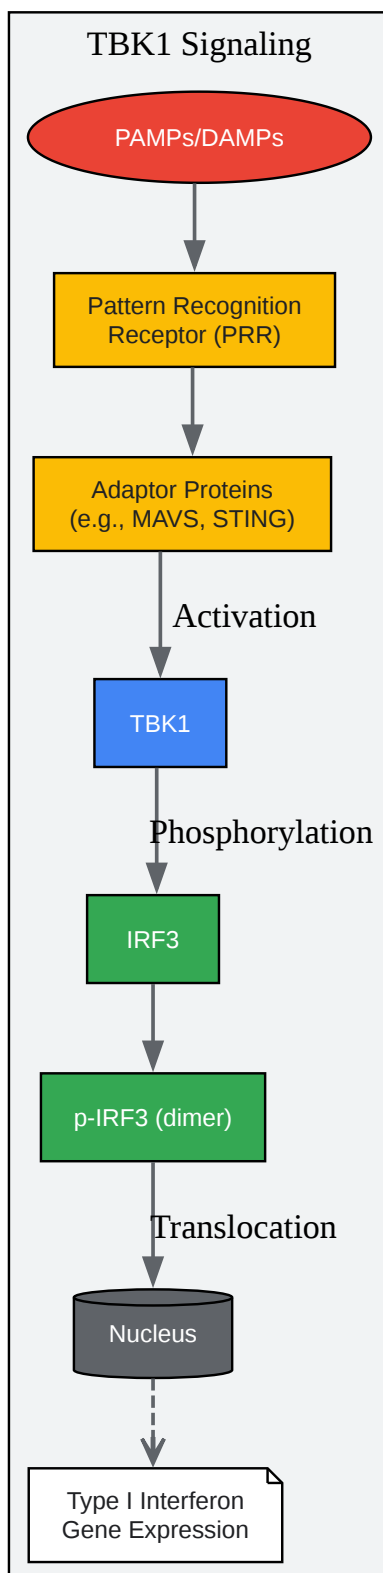 TBK1 Signaling
PAMPs/DAMPs
Pattern Recognition
Receptor (PRR)
Adaptor Proteins
(e.g., MAVS, STING)
Activation
TBK1
Phosphorylation
IRF3
p-IRF3 (dimer)
Translocation
Nucleus
Type I Interferon
Gene Expression